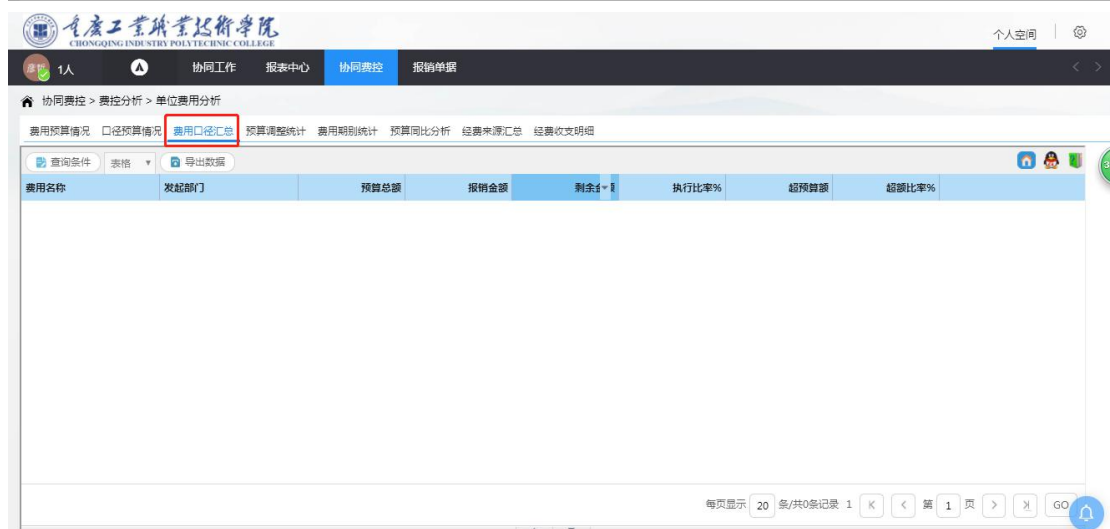 重庆工业职业技术学院
CHONGQING INDUSTRY POLYTECHNIC COLLEGE
个人空间
1人 协同工作 报表中心 协同费控 报销单据
协同费控 > 费控分析 > 单位费用分析
费用预算情况 口径预算情况 费用口径汇总 预算调整统计 费用期别统计 预算同比分析 经费来源汇总 经费收支明细
查询条件 表格 导出数据
费用名称 发起部门 预算总额 报销金额 剩余 执行比率% 超预算额 超额比率%
每页显示 20 条/共0条记录 1 第 1 页 GO